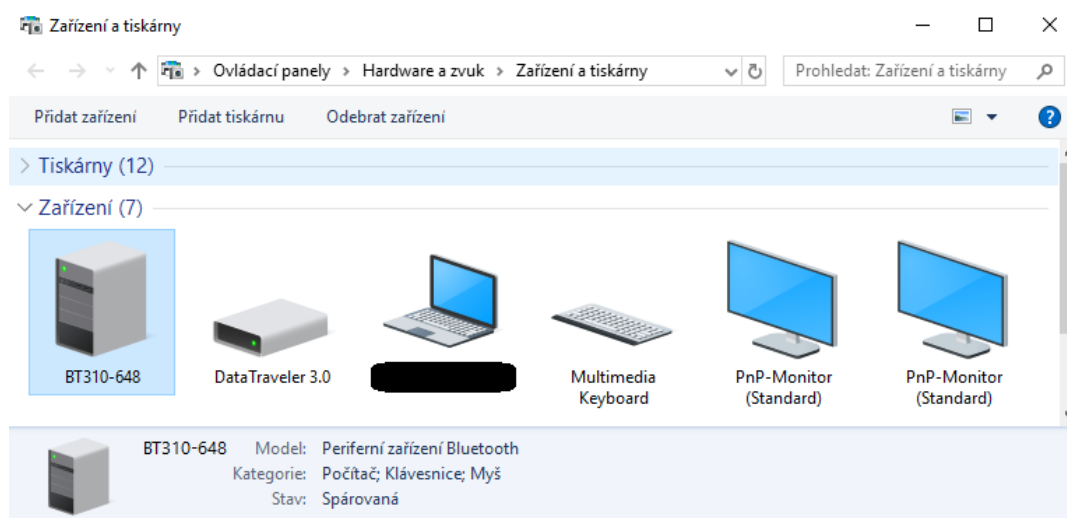 Zařízení a tiskárny
Ovládací panely > Hardware a zvuk > Zařízení a tiskárny
Prohledat: Zařízení a tiskárny
Přidat zařízení Přidat tiskárnu Odebrat zařízení
?
Tiskárny (12)
Zařízení (7)
BT310-648
DataTraveler 3.0
Multimedia
Keyboard
PnP-Monitor
(Standard)
PnP-Monitor
(Standard)
BT310-648 Model: Periferní zařízení Bluetooth
Kategorie: Počítač; Klávesnice; Myš
Stav: Spárovaná